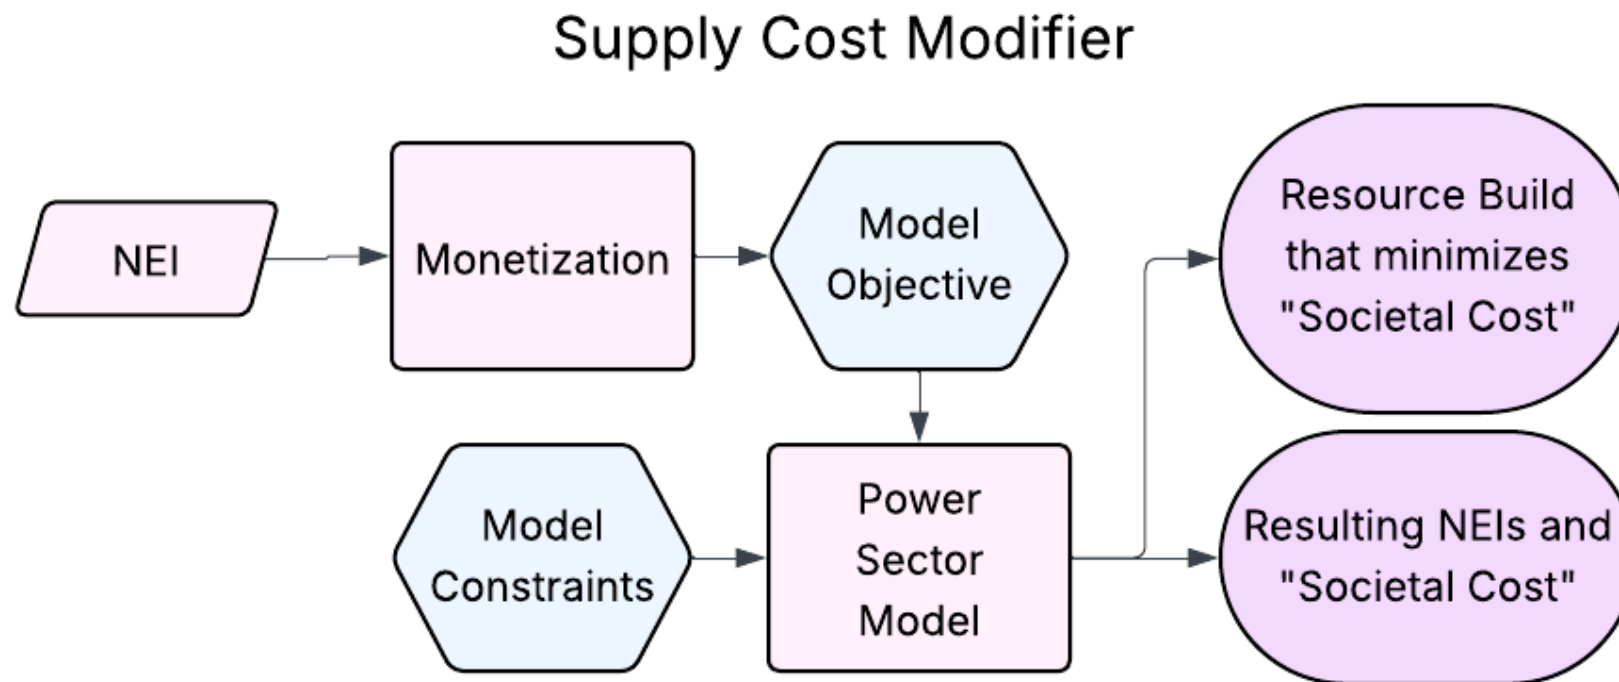 Supply Cost Modifier
NEI
Monetization
Model
Objective
Resource Build
that minimizes
"Societal Cost"
Model
Constraints
Power
Sector
Model
Resulting NEIs and
"Societal Cost"